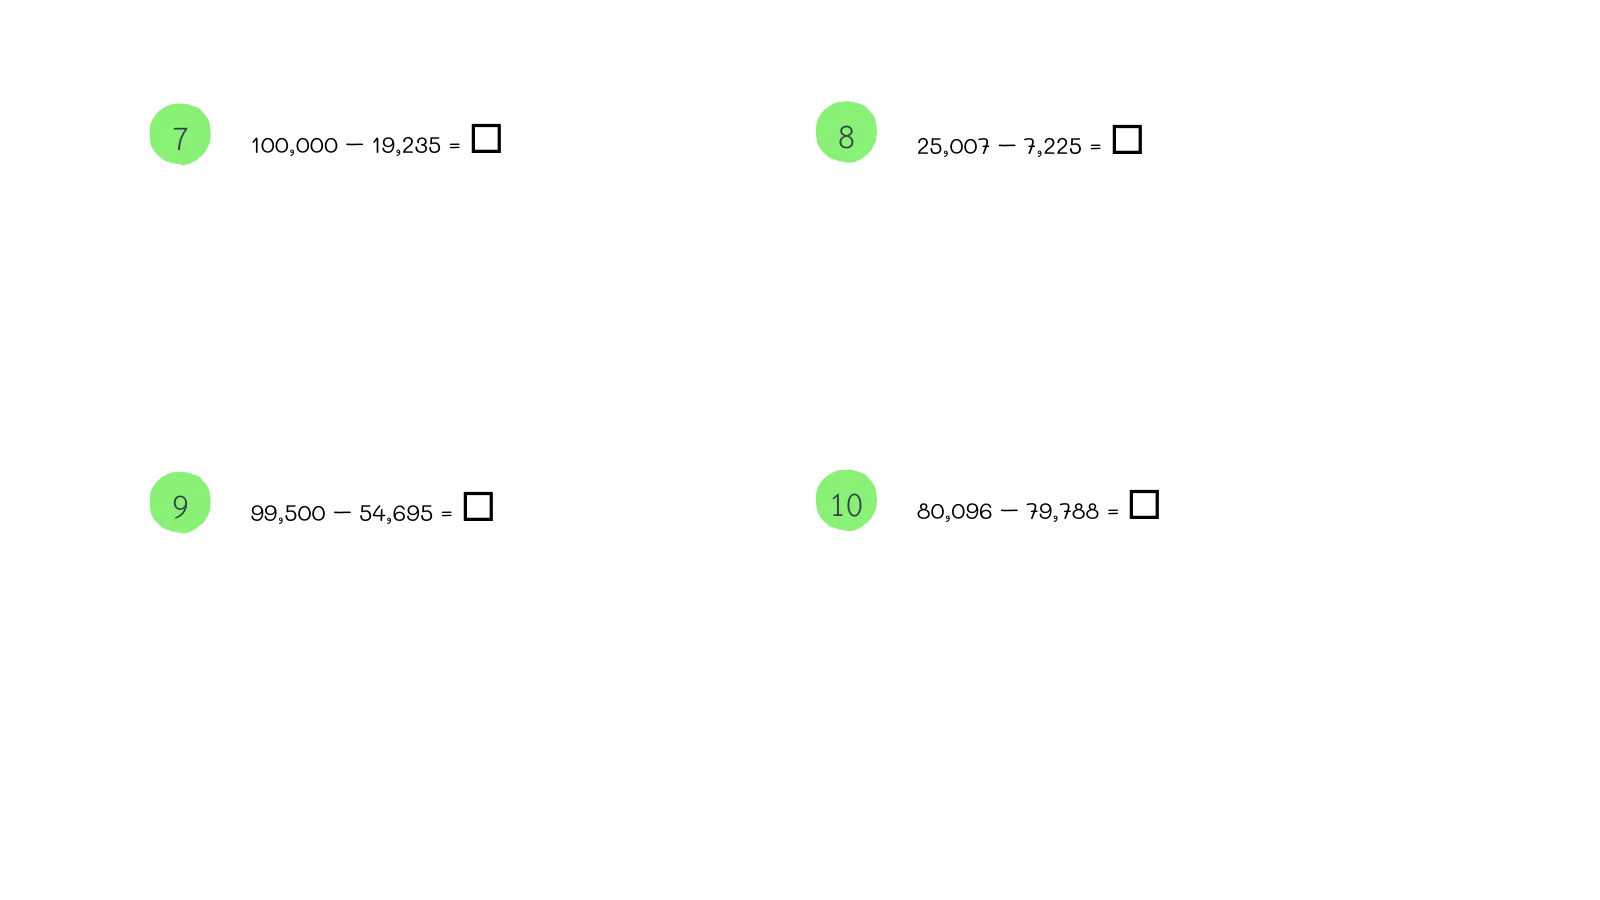 7 100,000 − 19,235 = □
8 25,007 − 7,225 = □
9 99,500 − 54,695 = □
10 80,096 − 79,788 = □